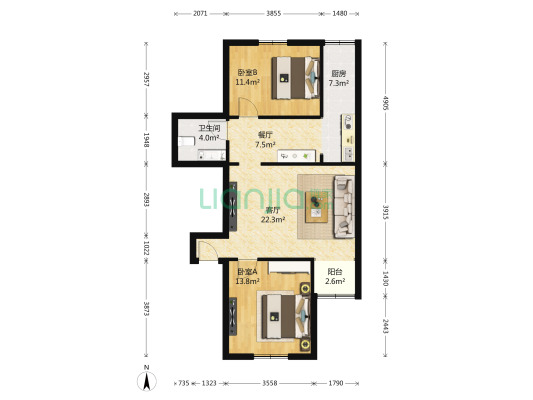 2071 3855 1480
2957
1948
2893
1022
3873
4905
3915
1430
2443
卧室B
11.4m²
厨房
7.3m²
卫生间
4.0m²
餐厅
7.5m²
Lianjia
客厅
22.3m²
卧室A
13.8m²
阳台
2.6m²
N
735 1323 3558 1790